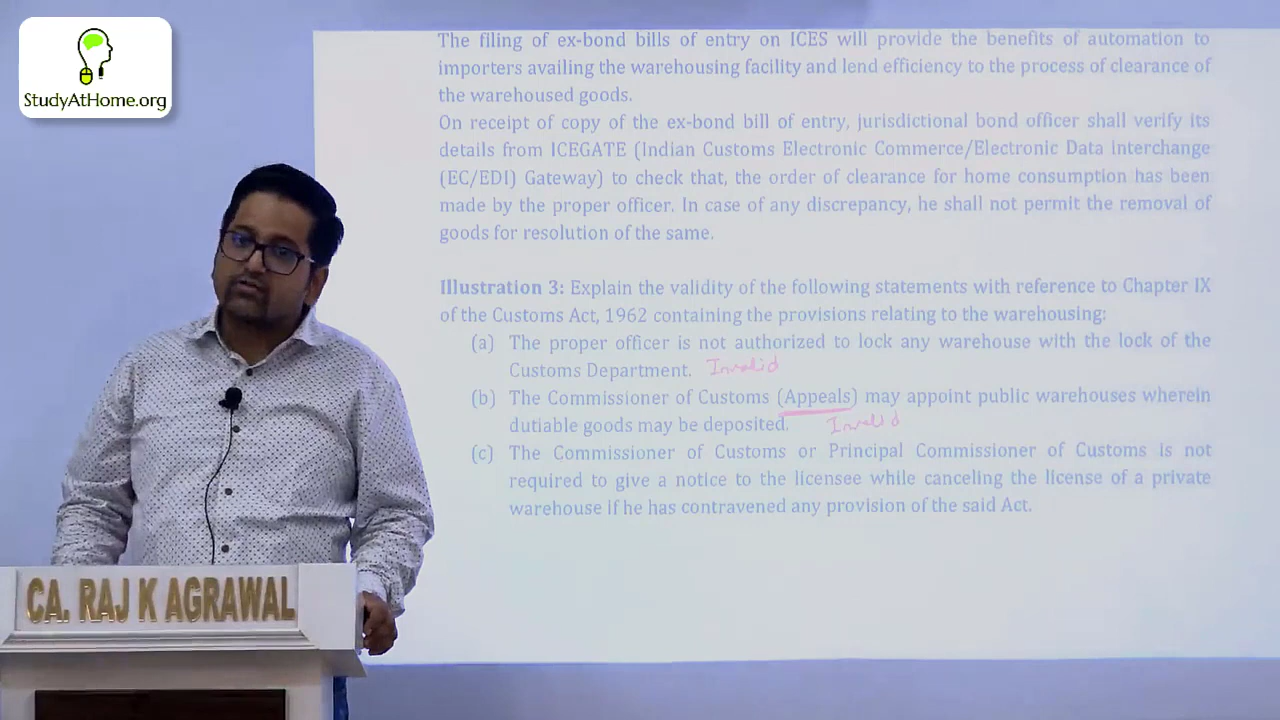 StudyAtHome.org
The filing of ex-bond bills of entry on ICES will provide the benefits of automation to
importers availing the warehousing facility and lend efficiency to the process of clearance of
the warehoused goods.
On receipt of copy of the ex-bond bill of entry, jurisdictional bond officer shall verify its
details from ICEGATE (Indian Customs Electronic Commerce/Electronic Data interchange
(EC/EDI) Gateway) to check that, the order of clearance for home consumption has been
made by the proper officer. In case of any discrepancy, he shall not permit the removal of
goods for resolution of the same.
Illustration 3: Explain the validity of the following statements with reference to Chapter IX
of the Customs Act, 1962 containing the provisions relating to the warehousing:
(a) The proper officer is not authorized to lock any warehouse with the lock of the
Customs Department. Invalid
(b) The Commissioner of Customs (Appeals) may appoint public warehouses wherein
dutiable goods may be deposited. Invalid
(c) The Commissioner of Customs or Principal Commissioner of Customs is not
required to give a notice to the licensee while canceling the license of a private
warehouse if he has contravened any provision of the said Act.
CA. RAJ K AGRAWAL